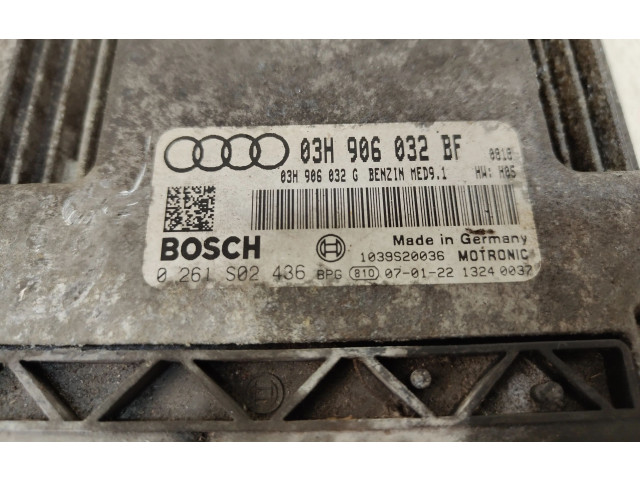 03H 906 032 BF 0818
03H 906 032 G BENZIN MED9.1 HW: H05
BOSCH
Made in Germany
1039S20036 MOTRONIC
0 261 S02 436 BPG 810 07-01-22 1324 0037